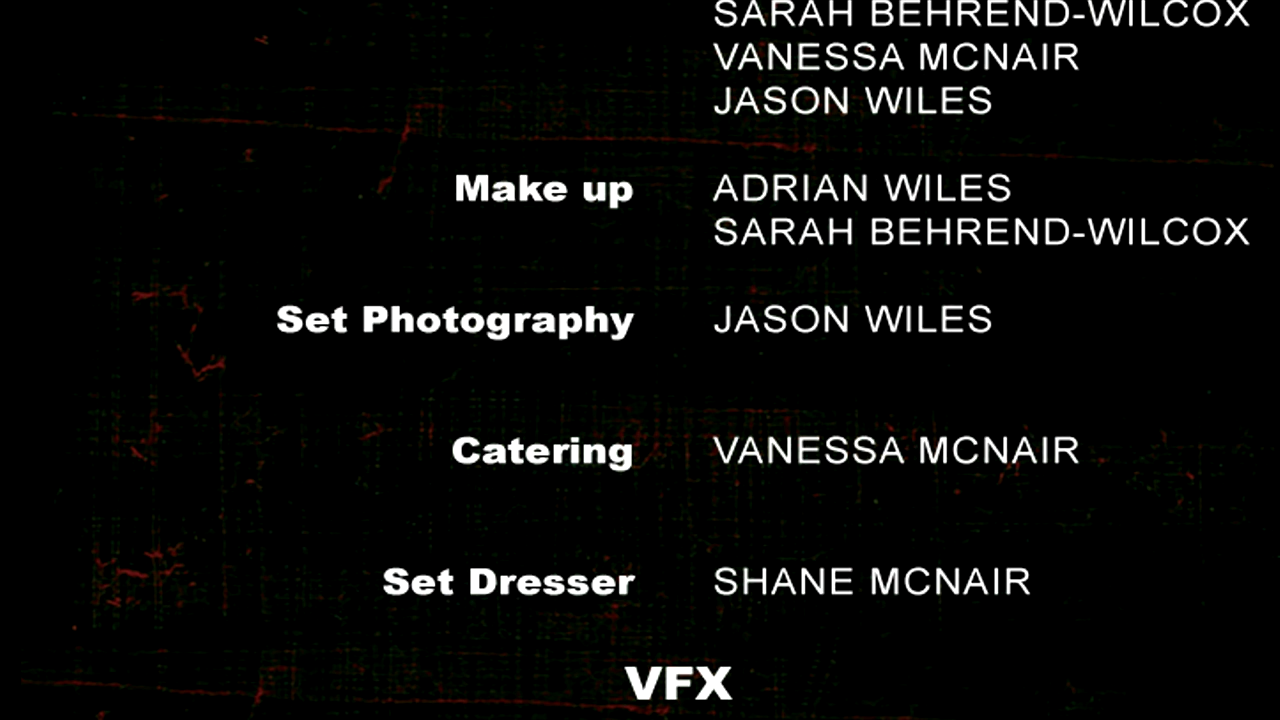 SARAH BEHREND-WILCOX
VANESSA MCNAIR
JASON WILES
Make up ADRIAN WILES
SARAH BEHREND-WILCOX
Set Photography JASON WILES
Catering VANESSA MCNAIR
Set Dresser SHANE MCNAIR
VFX